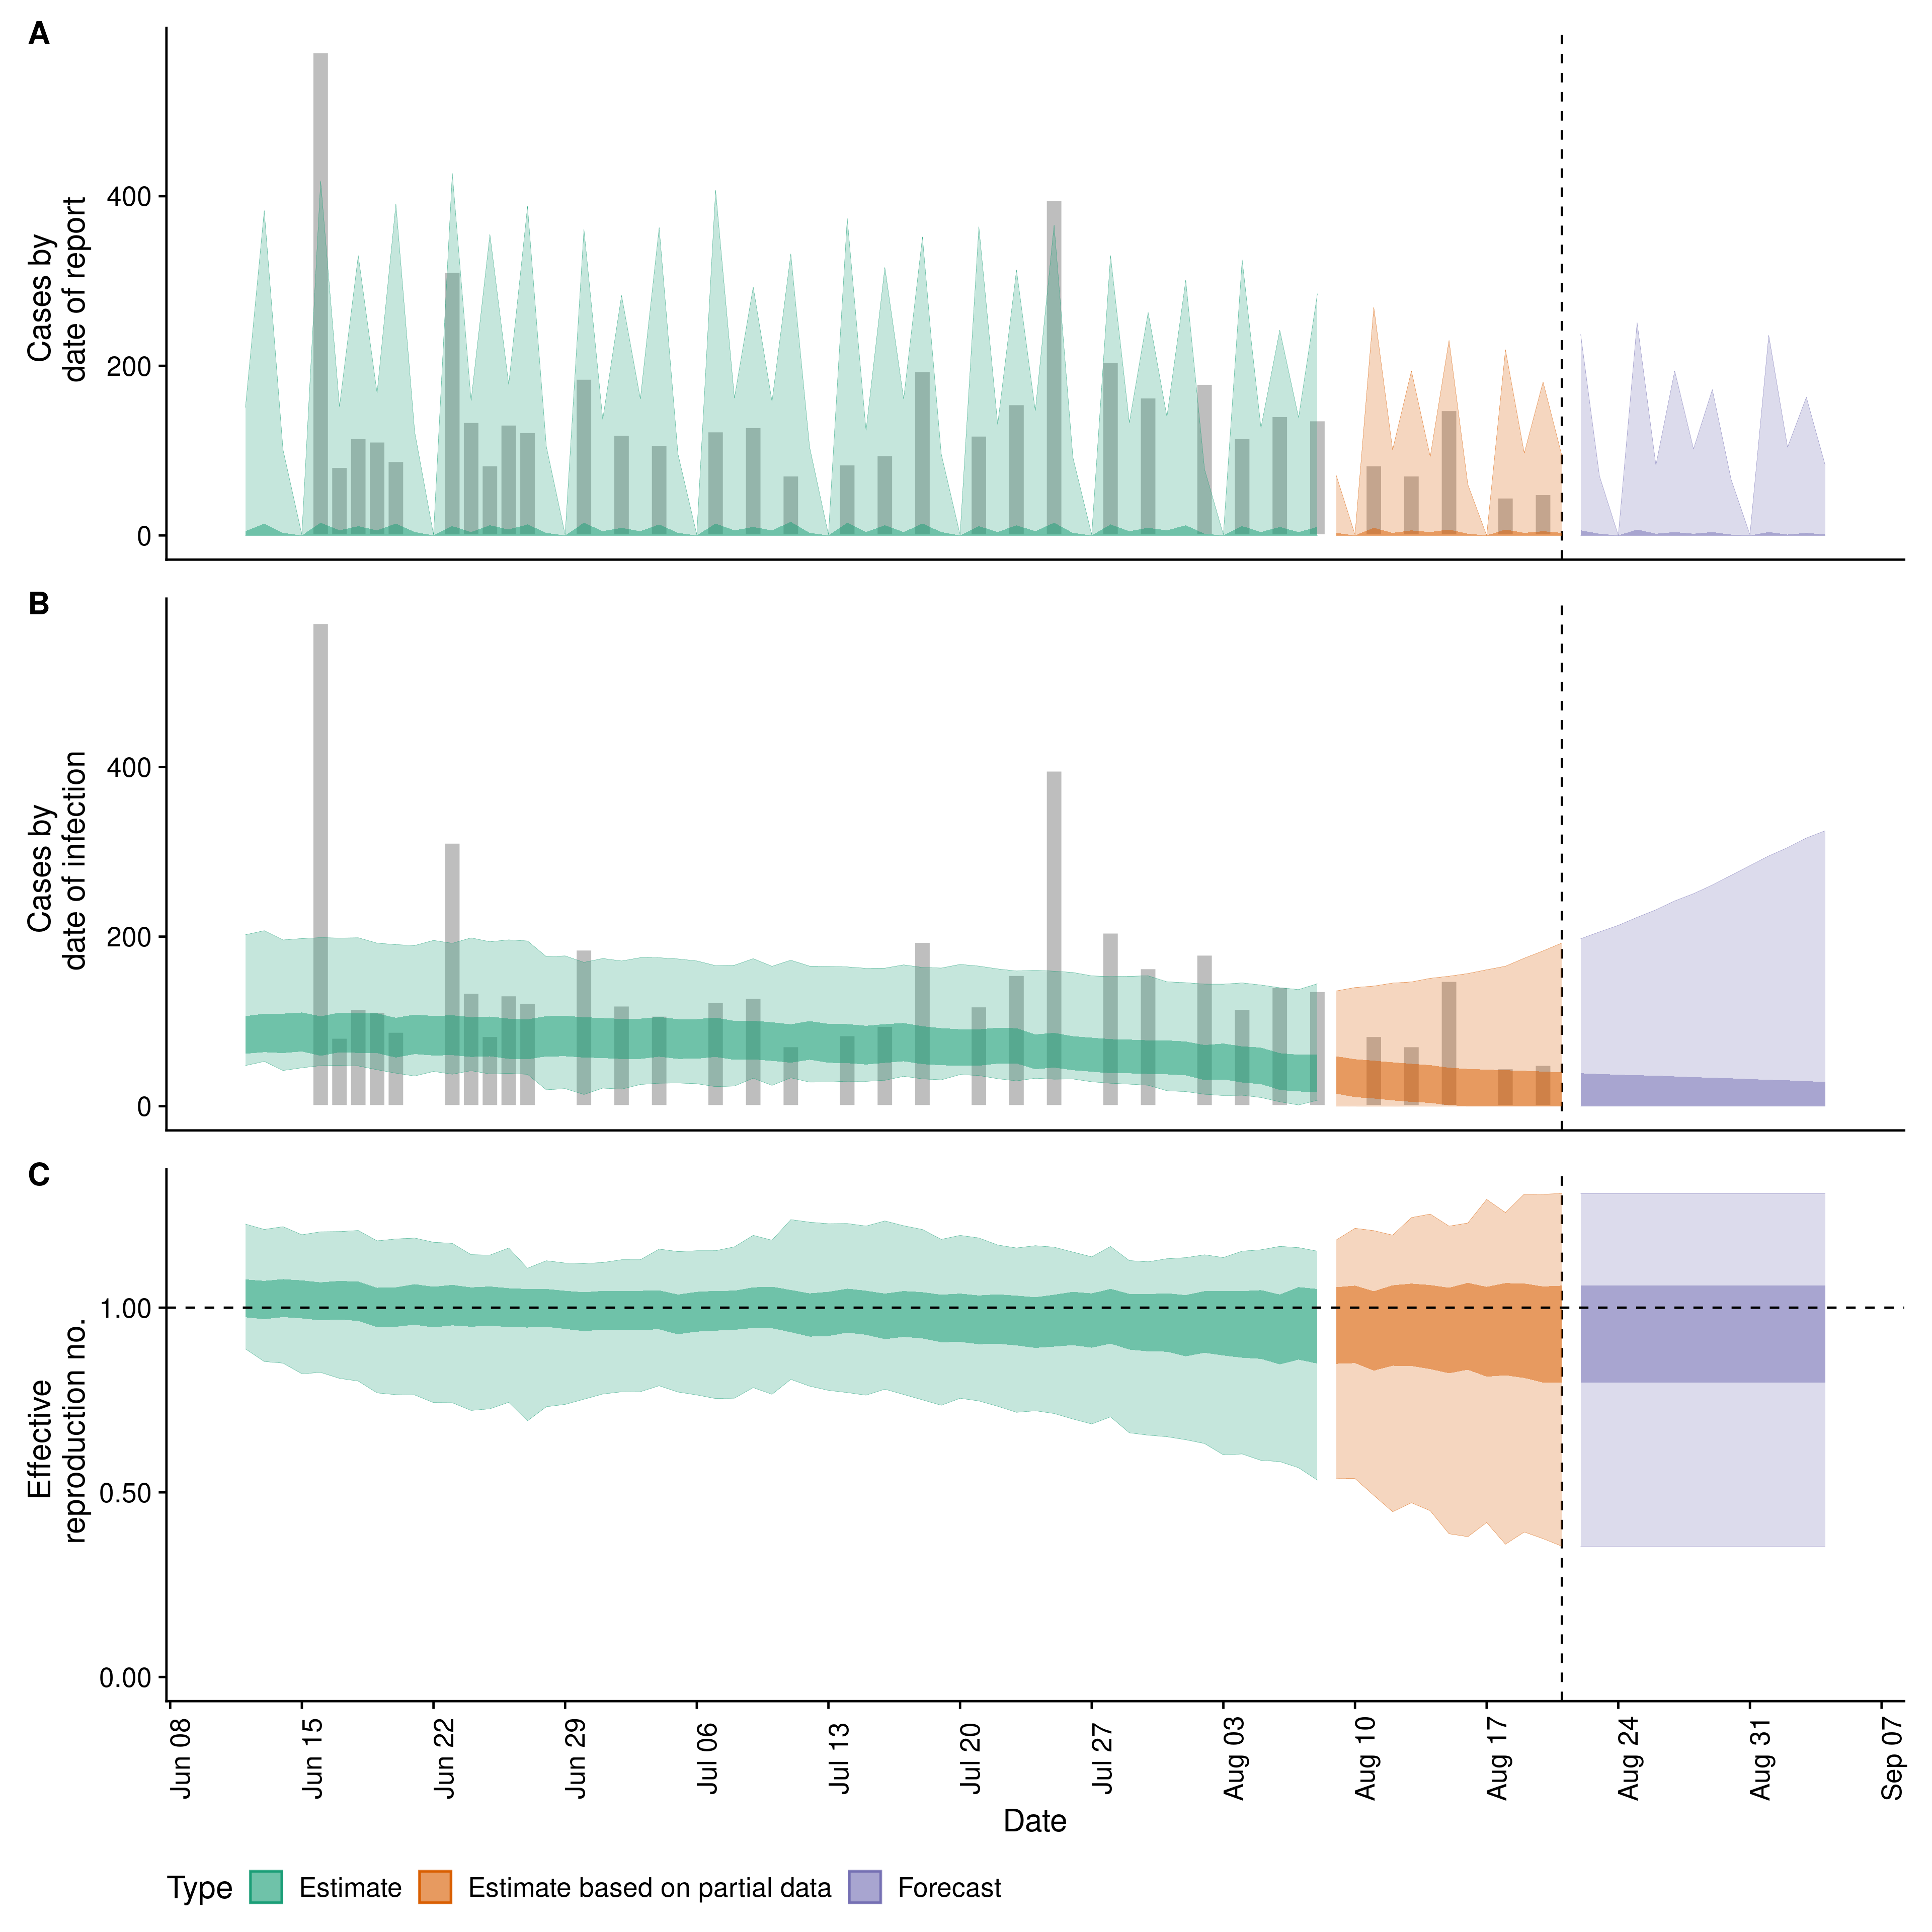 A
Cases by
date of report
400
200
0
B
Cases by
date of infection
400
200
0
C
Effective
reproduction no.
1.00
0.50
0.00
Jun 08
Jun 15
Jun 22
Jun 29
Jul 06
Jul 13
Jul 20
Jul 27
Aug 03
Aug 10
Aug 17
Aug 24
Aug 31
Sep 07
Date
Type Estimate Estimate based on partial data Forecast